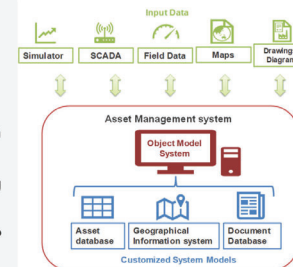 Input Data
Simulator
SCADA
Field Data
Maps
Drawings
Diagram
Asset Management system
Object Model
System
Asset
database
Geographical
Information system
Document
Database
Customized System Models